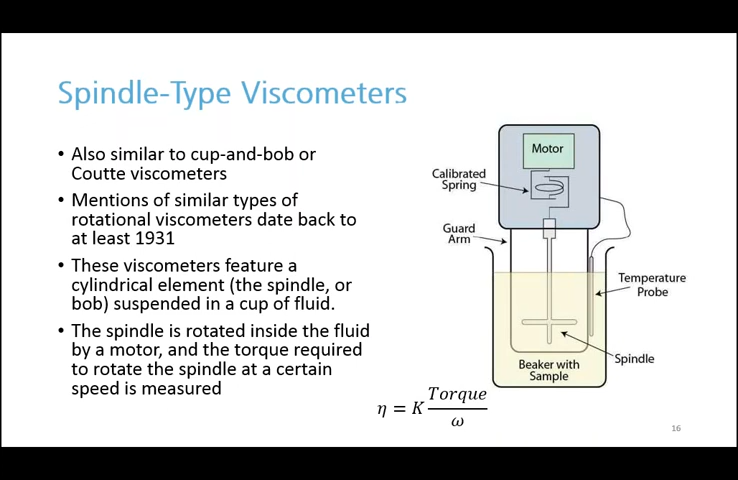 Spindle-Type Viscometers
• Also similar to cup-and-bob or
Coutte viscometers
• Mentions of similar types of
rotational viscometers date back to
at least 1931
• These viscometers feature a
cylindrical element (the spindle, or
bob) suspended in a cup of fluid.
• The spindle is rotated inside the fluid
by a motor, and the torque required
to rotate the spindle at a certain
speed is measured
η = K Torque / ω
Motor
Calibrated
Spring
Guard
Arm
Temperature
Probe
Spindle
Beaker with
Sample
16